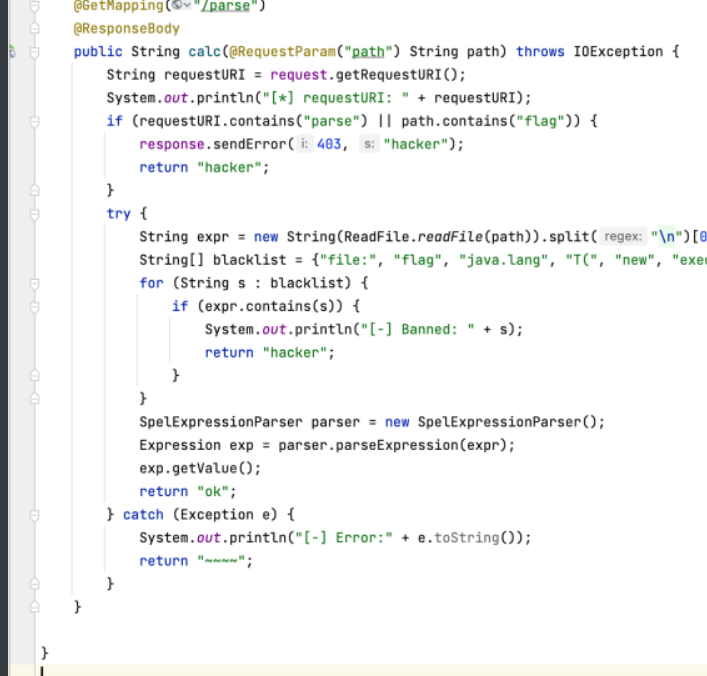 @GetMapping("/parse")
@ResponseBody
public String calc(@RequestParam("path") String path) throws IOException {
String requestURI = request.getRequestURI();
System.out.println("[*] requestURI: " + requestURI);
if (requestURI.contains("parse") || path.contains("flag")) {
response.sendError( i: 403, s: "hacker");
return "hacker";
}
try {
String expr = new String(ReadFile.readFile(path)).split( regex: "\n")[0
String[] blacklist = {"file:", "flag", "java.lang", "T(", "new", "exec
for (String s : blacklist) {
if (expr.contains(s)) {
System.out.println("[-] Banned: " + s);
return "hacker";
}
}
SpelExpressionParser parser = new SpelExpressionParser();
Expression exp = parser.parseExpression(expr);
exp.getValue();
return "ok";
} catch (Exception e) {
System.out.println("[-] Error:" + e.toString());
return "~~~~";
}
}
}